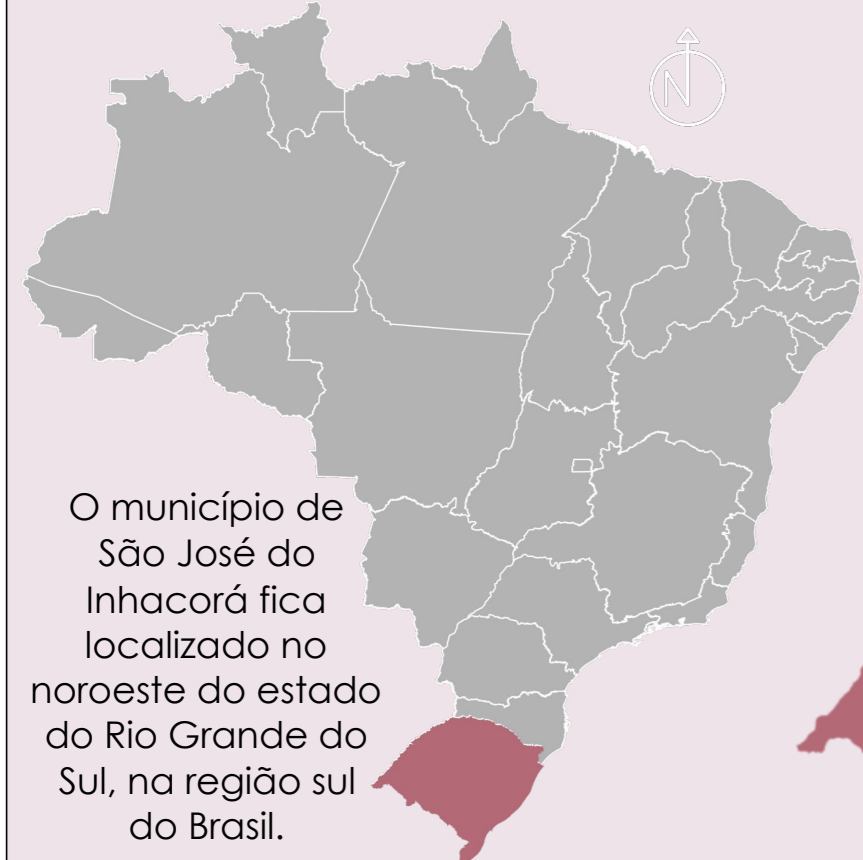 N
O município de
São José do
Inhacorá fica
localizado no
noroeste do estado
do Rio Grande do
Sul, na região sul
do Brasil.